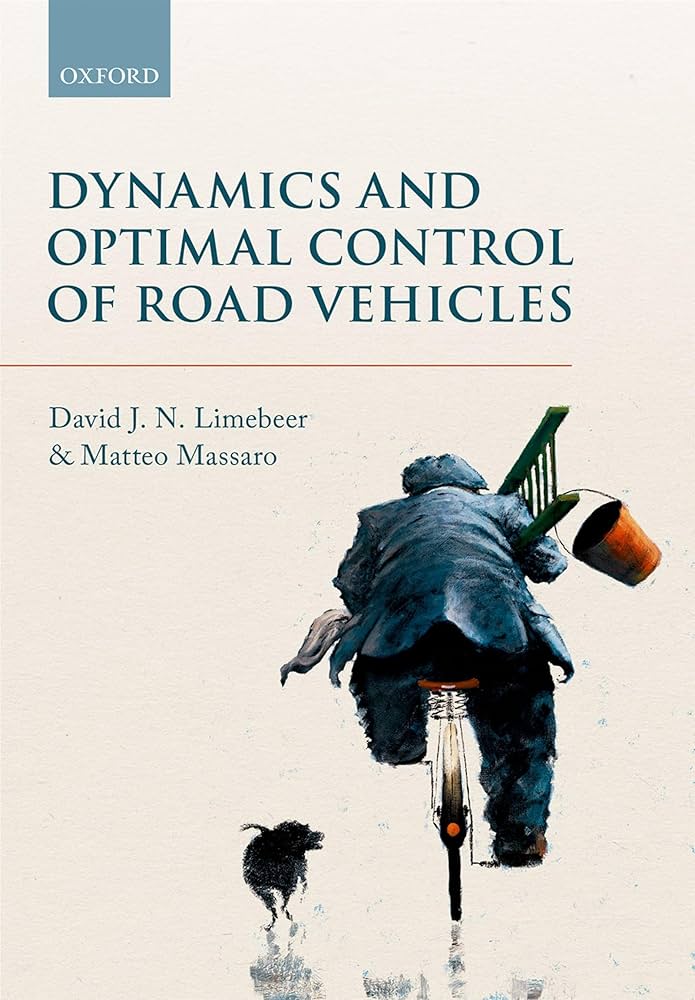 OXFORD
DYNAMICS AND
OPTIMAL CONTROL
OF ROAD VEHICLES
David J. N. Limebeer
& Matteo Massaro